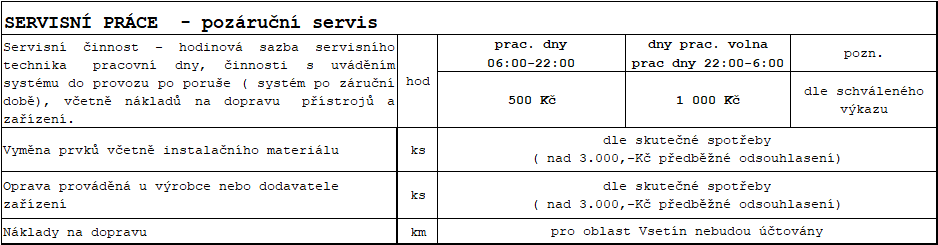 SERVISNÍ PRÁCE - pozáruční servis
Servisní činnost - hodinová sazba servisního
technika pracovní dny, činnosti s uváděním
systému do provozu po poruše ( systém po záruční
době), včetně nákladů na dopravu přístrojů a
zařízení.
hod
prac. dny
06:00-22:00
dny prac. volna
prac dny 22:00-6:00
pozn.
500 Kč
1 000 Kč
dle schváleného
výkazu
Vyměna prvků včetně instalačního materiálu
ks
dle skutečné spotřeby
( nad 3.000,-Kč předběžné odsouhlasení)
Oprava prováděná u výrobce nebo dodavatele
zařízení
ks
dle skutečné spotřeby
( nad 3.000,-Kč předběžné odsouhlasení)
Náklady na dopravu
km
pro oblast Vsetín nebudou účtovány